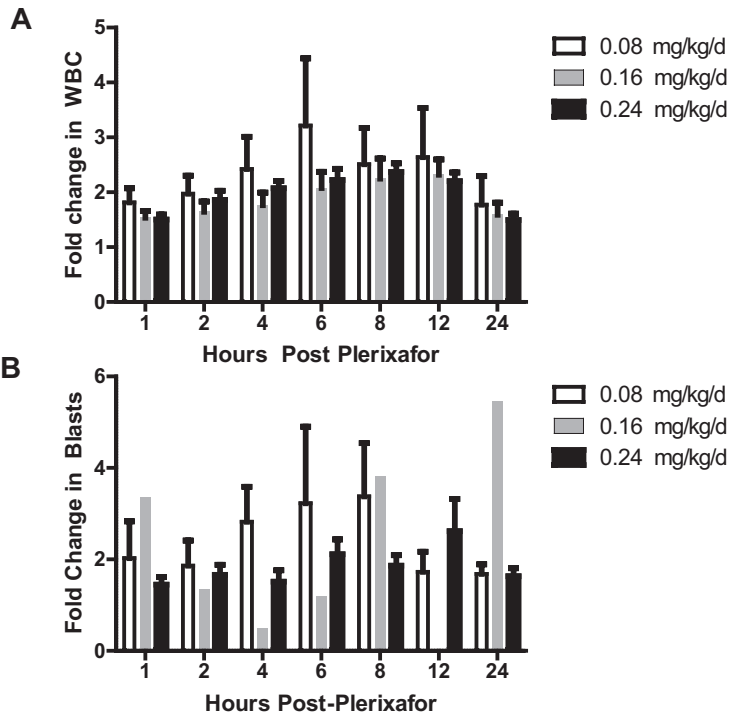 A
Fold change in WBC
5
4
3
2
1
0
1 2 4 6 8 12 24
Hours Post Plerixafor
0.08 mg/kg/d
0.16 mg/kg/d
0.24 mg/kg/d
B
Fold Change in Blasts
6
4
2
0
1 2 4 6 8 12 24
Hours Post-Plerixafor
0.08 mg/kg/d
0.16 mg/kg/d
0.24 mg/kg/d